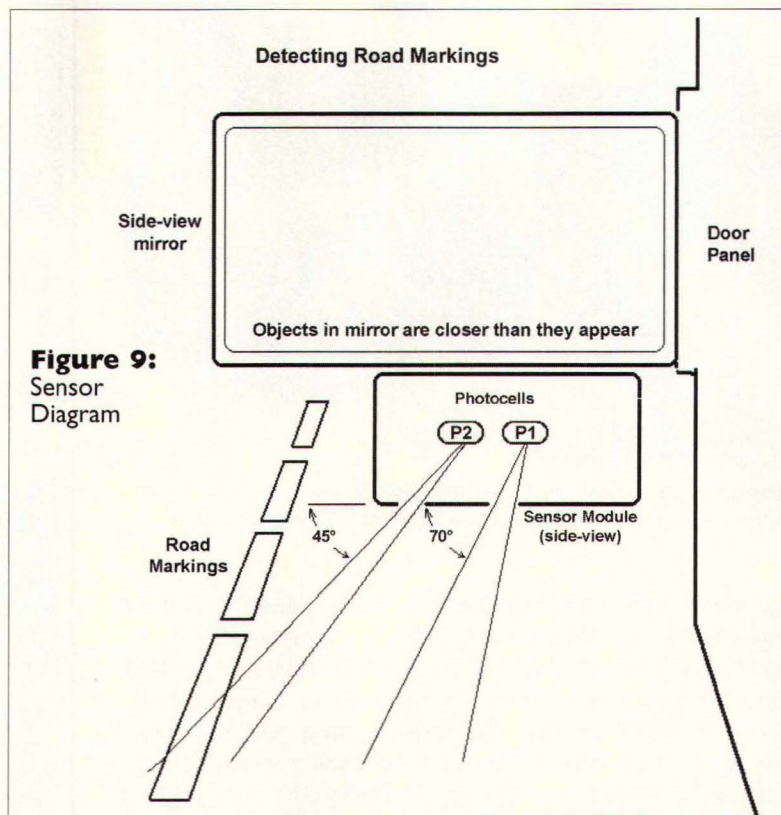 Detecting Road Markings
Side-view
mirror
Door
Panel
Objects in mirror are closer than they appear
Figure 9:
Sensor
Diagram
Photocells
P2
P1
45°
70°
Sensor Module
(side-view)
Road
Markings